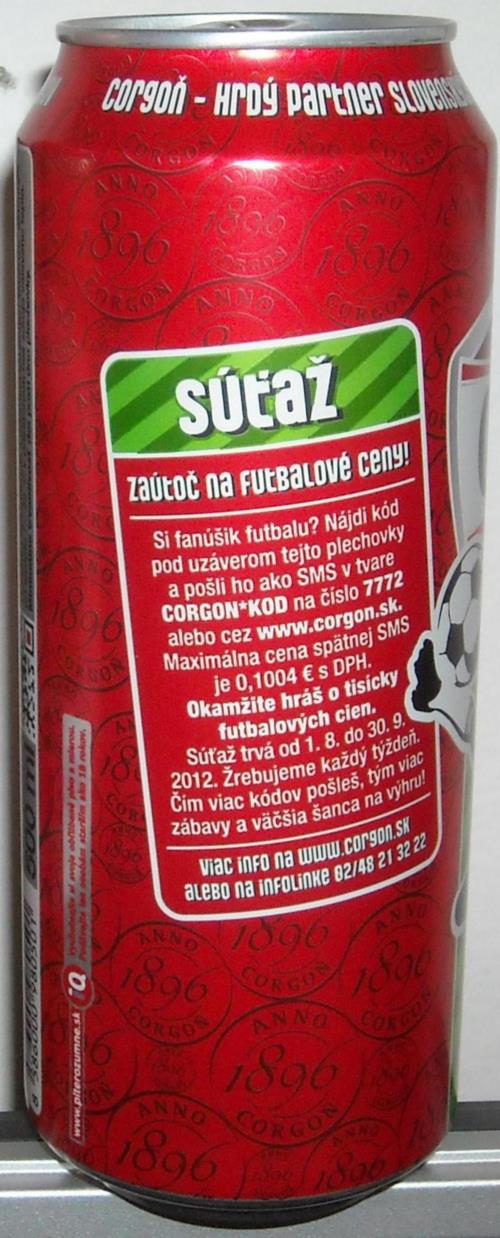 Corgoň - Hrdý partner
SÚŤAŽ
Zaútoč na futbalové ceny!
Si fanúšik futbalu? Nájdi kód
pod uzáverom tejto plechovky
a pošli ho ako SMS v tvare
CORGON*KOD na číslo 7772
alebo cez www.corgon.sk.
Maximálna cena spätnej SMS
je 0,1004 € s DPH.
Okamžite hráš o tisícky
futbalových cien.
Súťaž trvá od 1. 8. do 30. 9.
2012. Žrebujeme každý týždeň.
Čím viac kódov pošleš, tým viac
zábavy a väčšia šanca na výhru!
Viac info na www.corgon.sk
alebo na infolinke 02/48 21 32 22
ANNO
1896
CORGOŇ
500 ml
www.piterozumne.sk